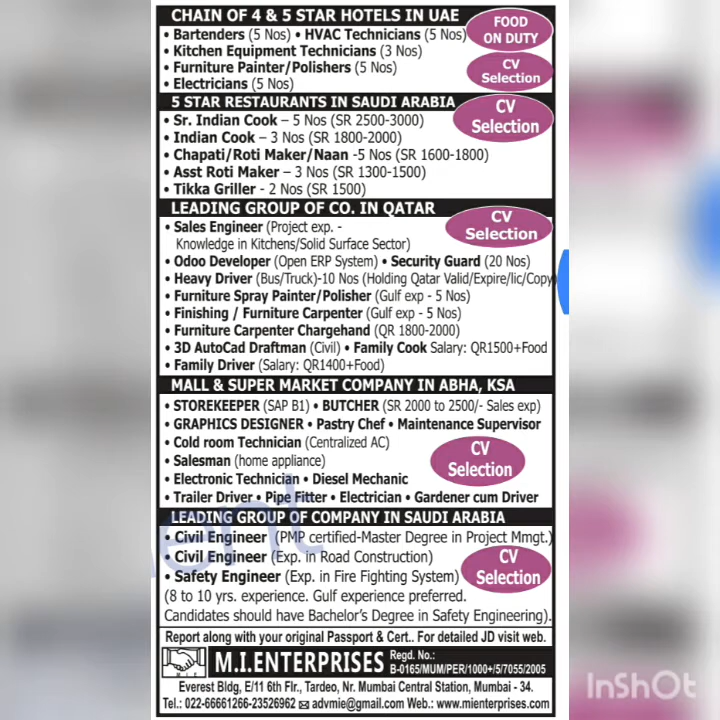 CHAIN OF 4 & 5 STAR HOTELS IN UAE
• Bartenders (5 Nos) • HVAC Technicians (5 Nos)
FOOD
ON DUTY
• Kitchen Equipment Technicians (3 Nos)
• Furniture Painter/Polishers (5 Nos)
• Electricians (5 Nos)
CV
Selection
5 STAR RESTAURANTS IN SAUDI ARABIA
CV
Selection
• Sr. Indian Cook – 5 Nos (SR 2500-3000)
• Indian Cook – 3 Nos (SR 1800-2000)
• Chapati/Roti Maker/Naan -5 Nos (SR 1600-1800)
• Asst Roti Maker – 3 Nos (SR 1300-1500)
• Tikka Griller - 2 Nos (SR 1500)
LEADING GROUP OF CO. IN QATAR
CV
Selection
• Sales Engineer (Project exp. -
Knowledge in Kitchens/Solid Surface Sector)
• Odoo Developer (Open ERP System) • Security Guard (20 Nos)
• Heavy Driver (Bus/Truck)-10 Nos (Holding Qatar Valid/Expire/lic/Copy)
• Furniture Spray Painter/Polisher (Gulf exp - 5 Nos)
• Finishing / Furniture Carpenter (Gulf exp - 5 Nos)
• Furniture Carpenter Chargehand (QR 1800-2000)
• 3D AutoCad Draftman (Civil) • Family Cook Salary: QR1500+Food
• Family Driver (Salary: QR1400+Food)
MALL & SUPER MARKET COMPANY IN ABHA, KSA
• STOREKEEPER (SAP B1) • BUTCHER (SR 2000 to 2500/- Sales exp)
• GRAPHICS DESIGNER • Pastry Chef • Maintenance Supervisor
• Cold room Technician (Centralized AC)
• Salesman (home appliance)
CV
Selection
• Electronic Technician • Diesel Mechanic
• Trailer Driver • Pipe Fitter • Electrician • Gardener cum Driver
LEADING GROUP OF COMPANY IN SAUDI ARABIA
• Civil Engineer (PMP certified-Master Degree in Project Mmgt.)
• Civil Engineer (Exp. in Road Construction)
• Safety Engineer (Exp. in Fire Fighting System)
CV
Selection
(8 to 10 yrs. experience. Gulf experience preferred.
Candidates should have Bachelor's Degree in Safety Engineering).
Report along with your original Passport & Cert.. For detailed JD visit web.
M.I.ENTERPRISES
Regd. No.:
B-0165/MUM/PER/1000+/5/7055/2005
M I E
Everest Bldg, E/11 6th Flr., Tardeo, Nr. Mumbai Central Station, Mumbai - 34.
Tel.: 022-66661266-23526962 ✉ advmie@gmail.com Web.: www.mienterprises.com
InShOt